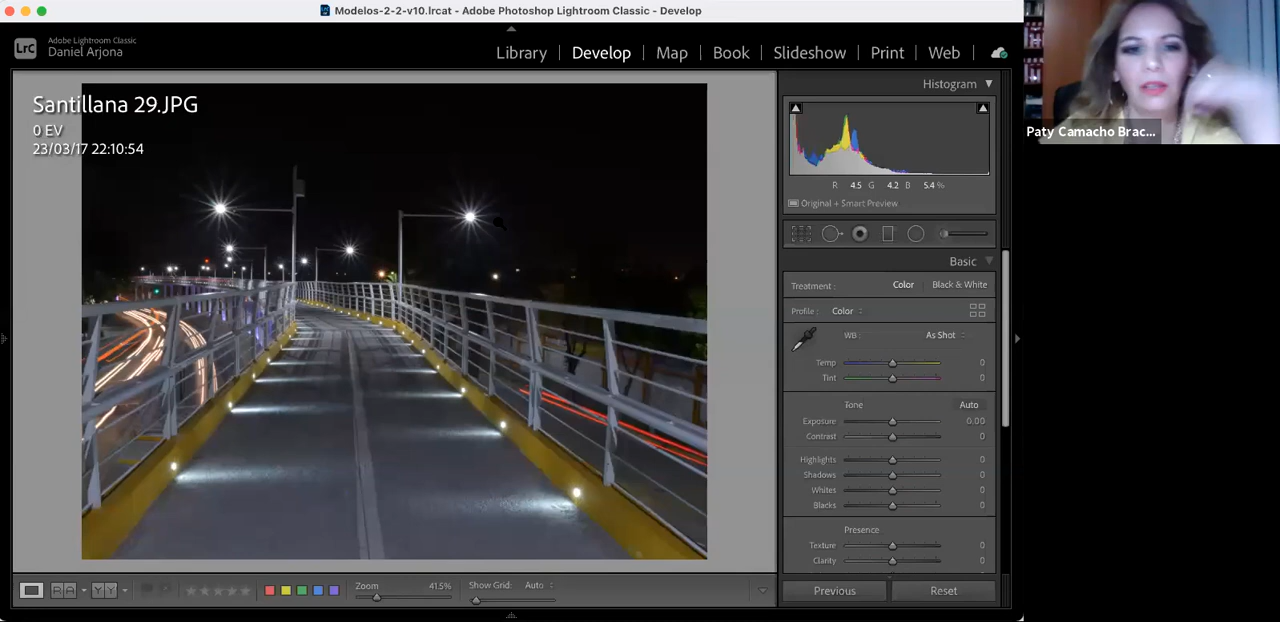 Modelos-2-2-v10.lrcat - Adobe Photoshop Lightroom Classic - Develop
LrC
Adobe Lightroom Classic
Daniel Arjona
Library
Develop
Map
Book
Slideshow
Print
Web
Santillana 29.JPG
0 EV
23/03/17 22:10:54
Histogram
R 4.5 G 4.2 B 5.4 %
Original + Smart Preview
Basic
Treatment : Color Black & White
Profile : Color
WB : As Shot
Temp 0
Tint 0
Tone Auto
Exposure 0.00
Contrast 0
Highlights 0
Shadows 0
Whites 0
Blacks 0
Presence
Texture 0
Clarity 0
Zoom 41.5%
Show Grid: Auto
Previous
Reset
Paty Camacho Brac...